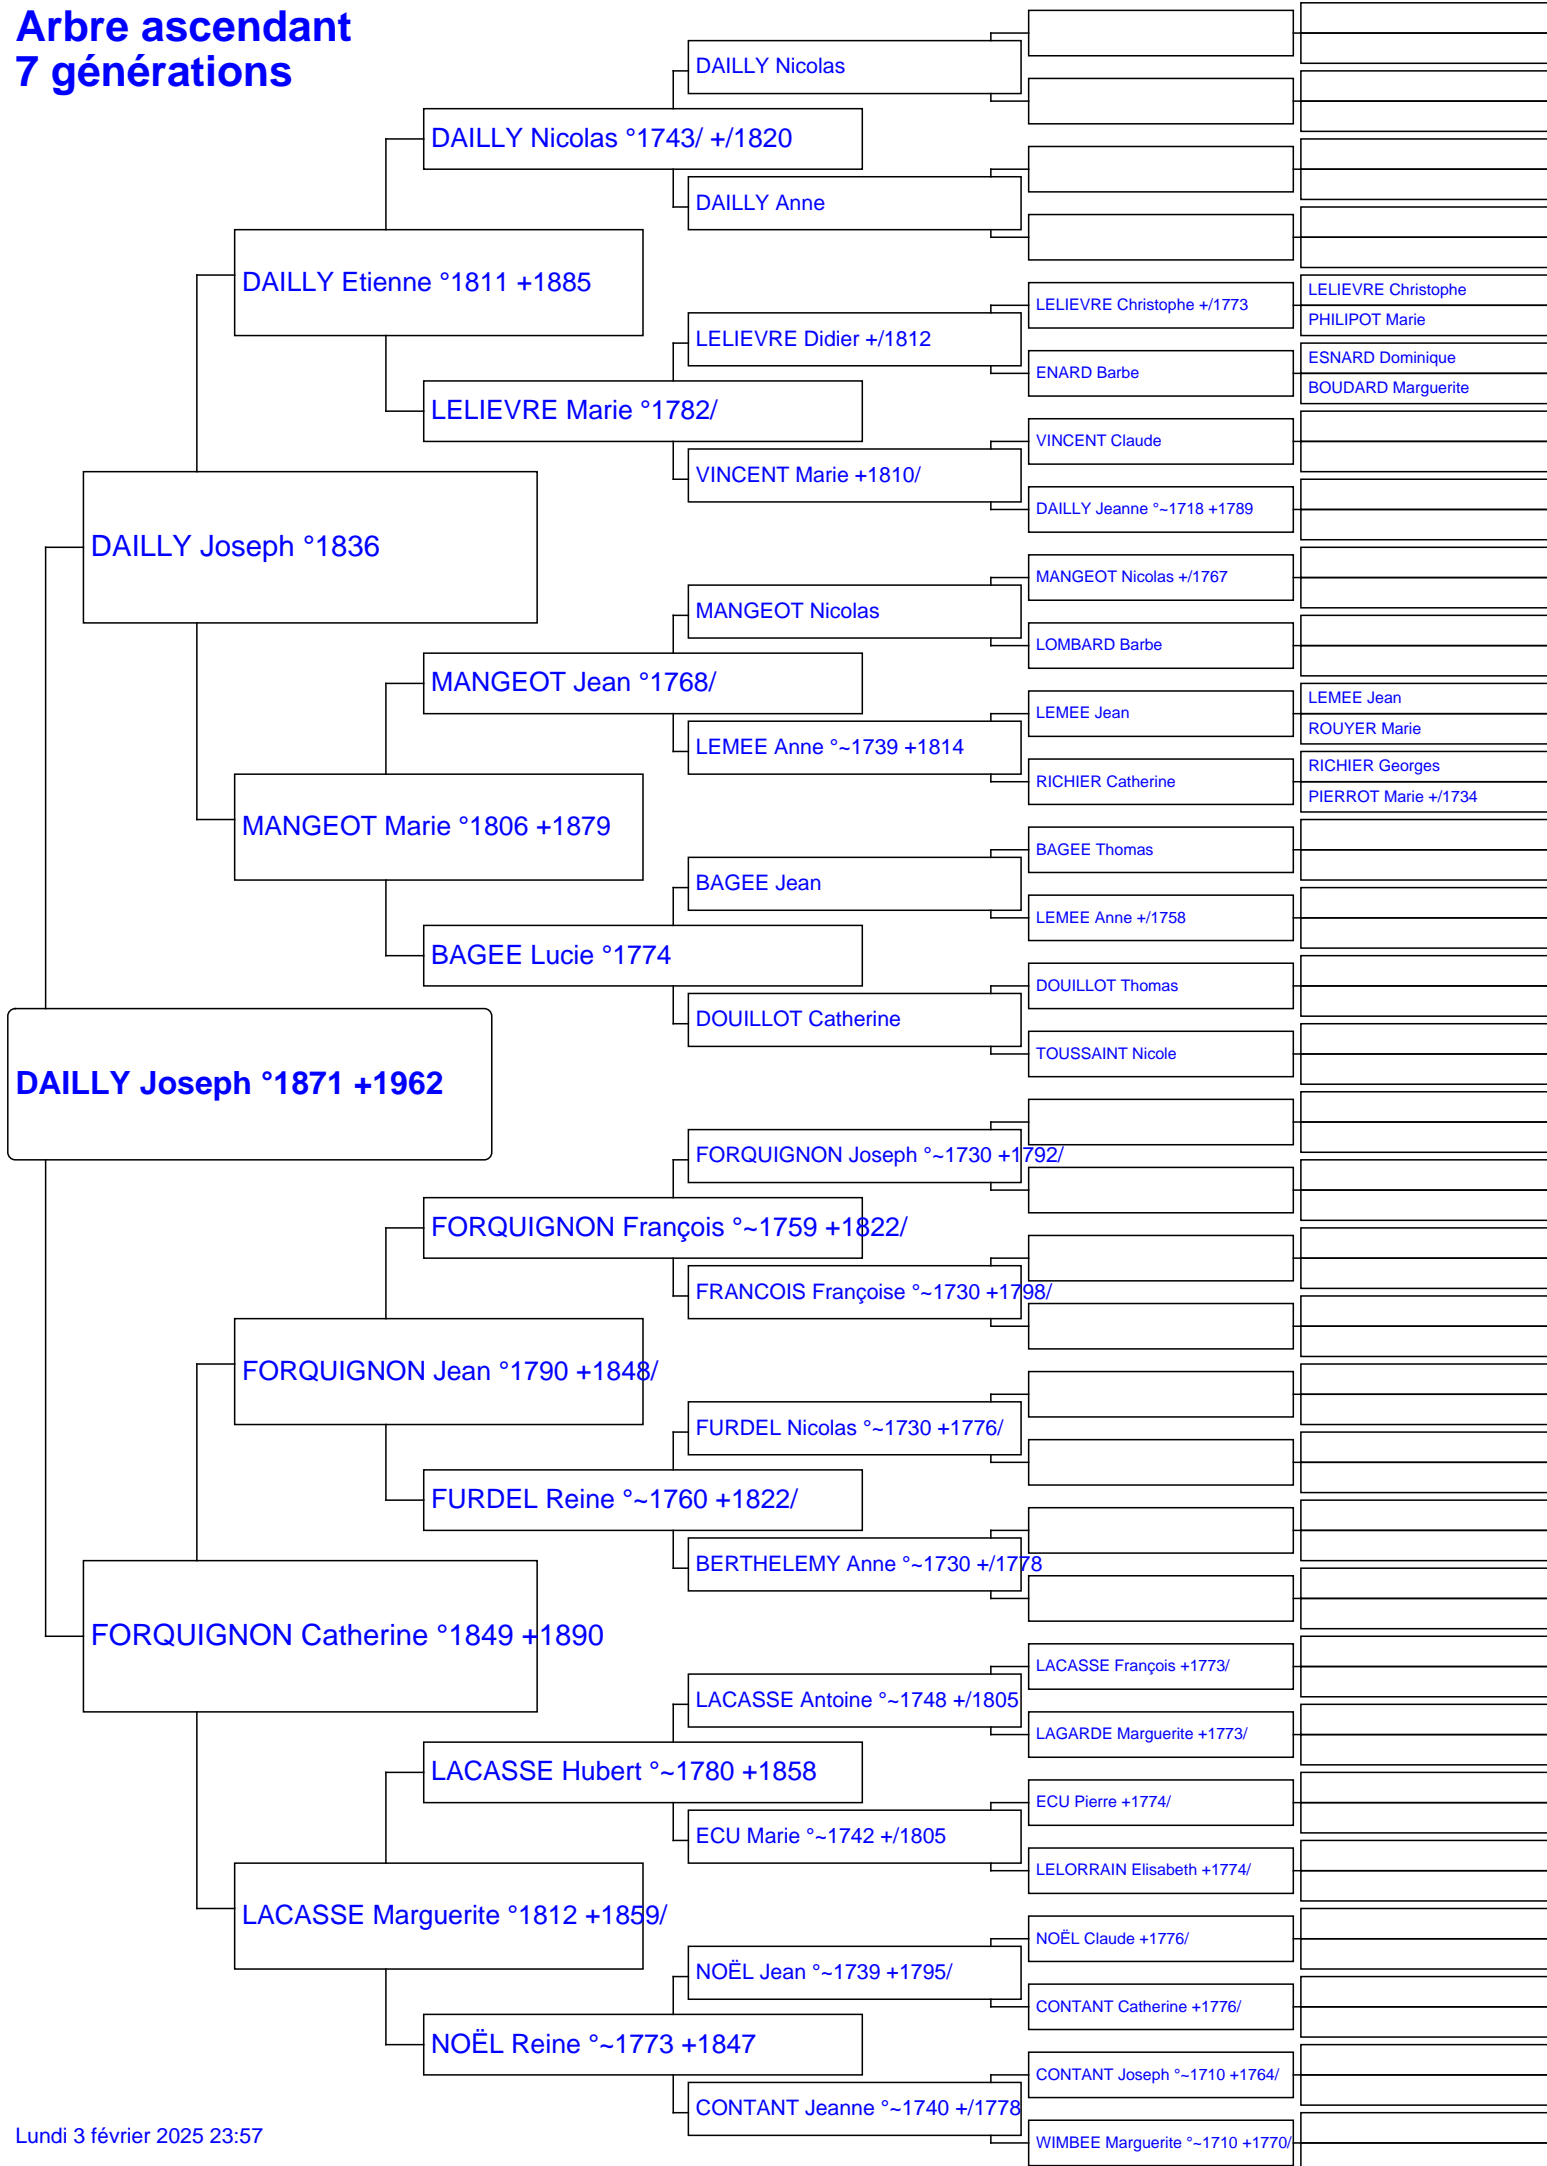 Arbre ascendant
7 générations
DAILLY Nicolas
DAILLY Nicolas °1743/ +/1820
DAILLY Anne
DAILLY Etienne °1811 +1885
LELIEVRE Christophe +/1773
LELIEVRE Christophe
PHILIPOT Marie
LELIEVRE Didier +/1812
ENARD Barbe
ESNARD Dominique
BOUDARD Marguerite
LELIEVRE Marie °1782/
VINCENT Claude
VINCENT Marie +1810/
DAILLY Jeanne °~1718 +1789
DAILLY Joseph °1836
MANGEOT Nicolas +/1767
MANGEOT Nicolas
LOMBARD Barbe
MANGEOT Jean °1768/
LEMEE Jean
LEMEE Jean
ROUYER Marie
LEMEE Anne °~1739 +1814
RICHIER Catherine
RICHIER Georges
PIERROT Marie +/1734
MANGEOT Marie °1806 +1879
BAGEE Thomas
BAGEE Jean
LEMEE Anne +/1758
BAGEE Lucie °1774
DOUILLOT Thomas
DOUILLOT Catherine
TOUSSAINT Nicole
DAILLY Joseph °1871 +1962
FORQUIGNON Joseph °~1730 +1792/
FORQUIGNON François °~1759 +1822/
FRANCOIS Françoise °~1730 +1798/
FORQUIGNON Jean °1790 +1848/
FURDEL Nicolas °~1730 +1776/
FURDEL Reine °~1760 +1822/
BERTHELEMY Anne °~1730 +/1778
FORQUIGNON Catherine °1849 +1890
LACASSE François +1773/
LACASSE Antoine °~1748 +/1805
LAGARDE Marguerite +1773/
LACASSE Hubert °~1780 +1858
ECU Pierre +1774/
ECU Marie °~1742 +/1805
LELORRAIN Elisabeth +1774/
LACASSE Marguerite °1812 +1859/
NOËL Claude +1776/
NOËL Jean °~1739 +1795/
CONTANT Catherine +1776/
NOËL Reine °~1773 +1847
CONTANT Joseph °~1710 +1764/
CONTANT Jeanne °~1740 +/1778
WIMBEE Marguerite °~1710 +1770/
Lundi 3 février 2025 23:57